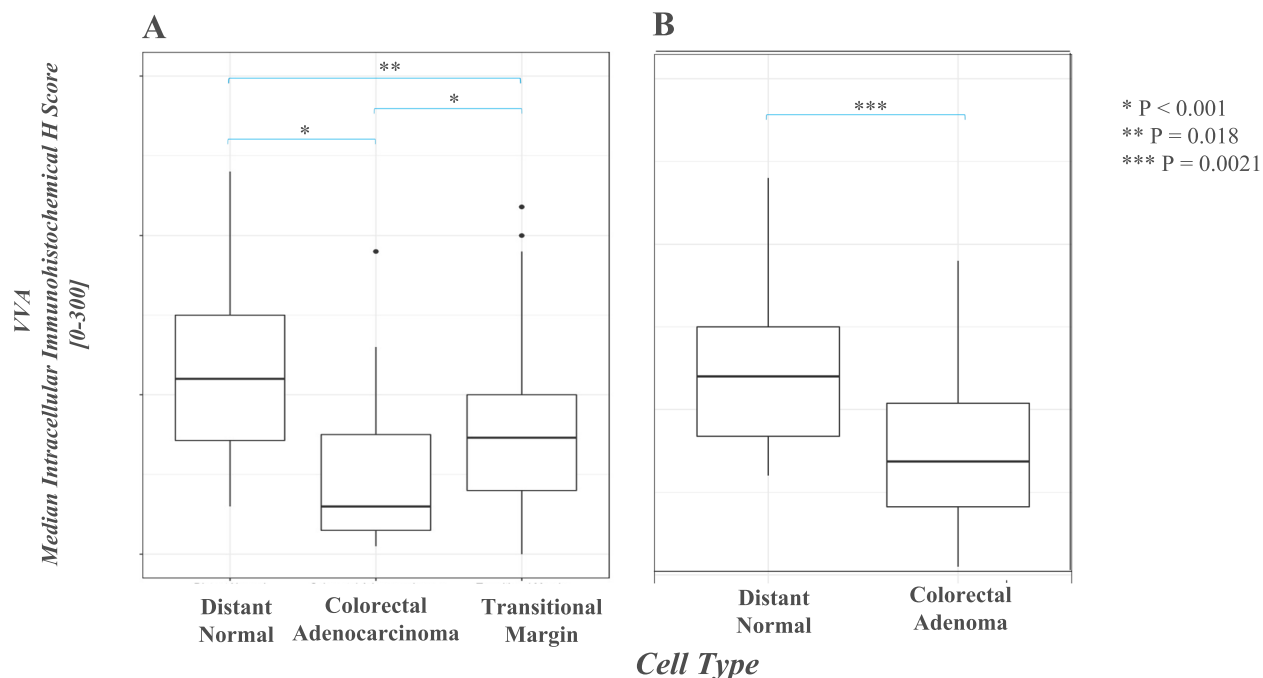 A
B
VVA
Median Intracellular Immunohistochemical H Score
[0-300]
**
*
*
***
* P < 0.001
** P = 0.018
*** P = 0.0021
Distant
Normal
Colorectal
Adenocarcinoma
Transitional
Margin
Distant
Normal
Colorectal
Adenoma
Cell Type